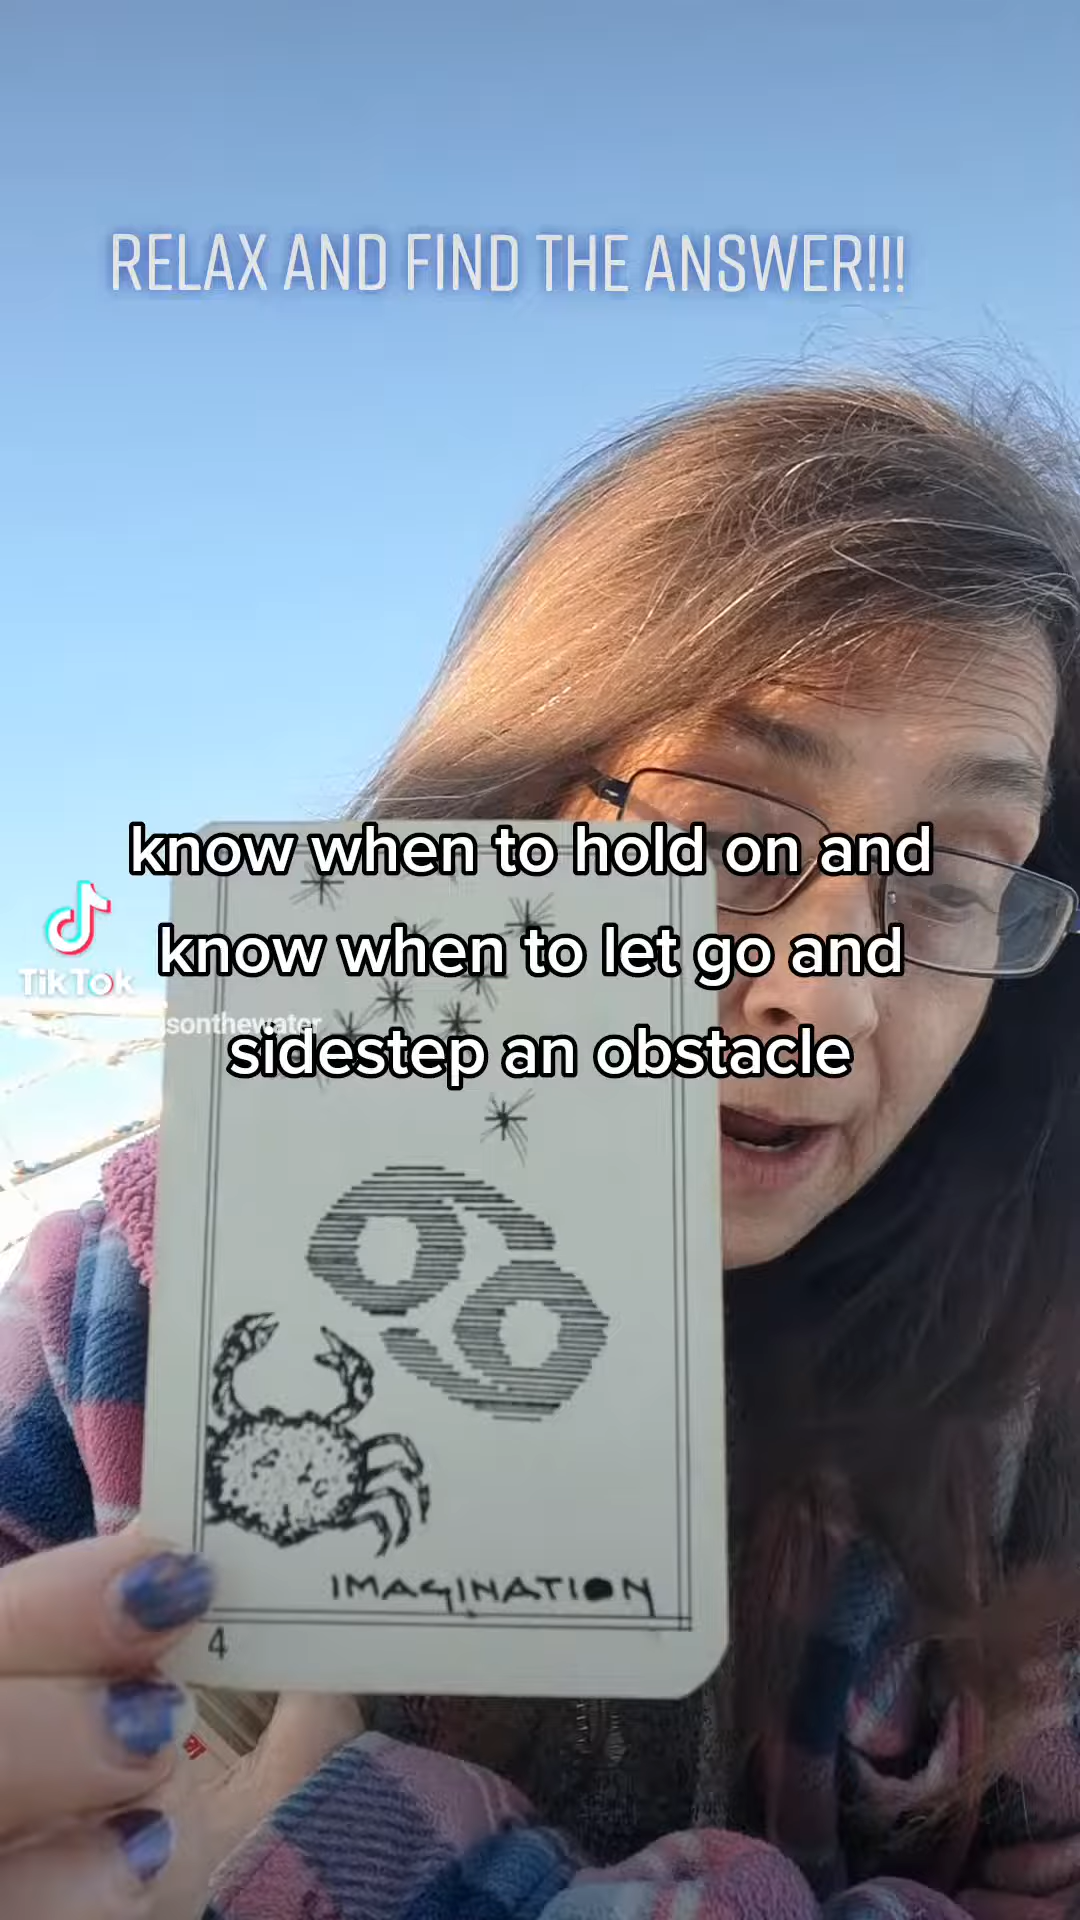 RELAX AND FIND THE ANSWER!!!
know when to hold on and
know when to let go and
sidestep an obstacle
TikTok
IMAGINATION
4